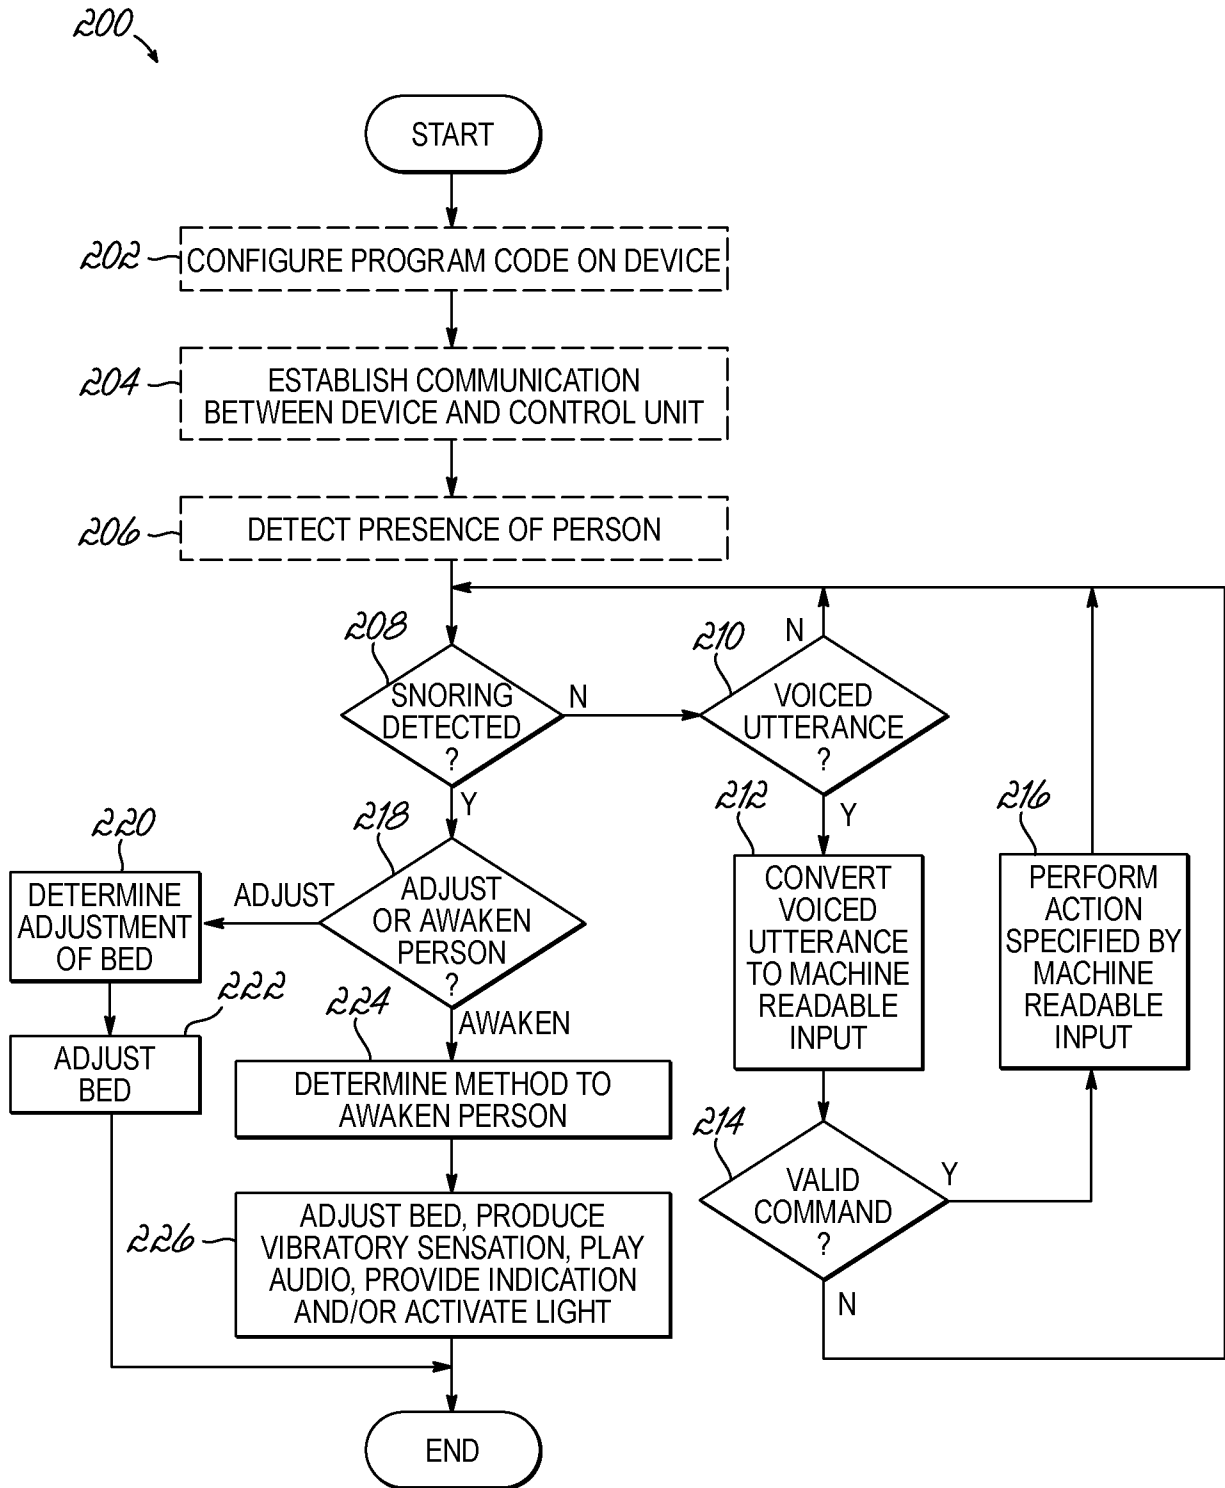 200
START
202
CONFIGURE PROGRAM CODE ON DEVICE
204
ESTABLISH COMMUNICATION
BETWEEN DEVICE AND CONTROL UNIT
206
DETECT PRESENCE OF PERSON
208
SNORING
DETECTED
?
N
Y
210
VOICED
UTTERANCE
?
N
Y
212
CONVERT
VOICED
UTTERANCE
TO MACHINE
READABLE
INPUT
216
PERFORM
ACTION
SPECIFIED BY
MACHINE
READABLE
INPUT
218
ADJUST
OR AWAKEN
PERSON
?
ADJUST
AWAKEN
220
DETERMINE
ADJUSTMENT
OF BED
222
ADJUST
BED
224
DETERMINE METHOD TO
AWAKEN PERSON
214
VALID
COMMAND
?
Y
N
226
ADJUST BED, PRODUCE
VIBRATORY SENSATION, PLAY
AUDIO, PROVIDE INDICATION
AND/OR ACTIVATE LIGHT
END